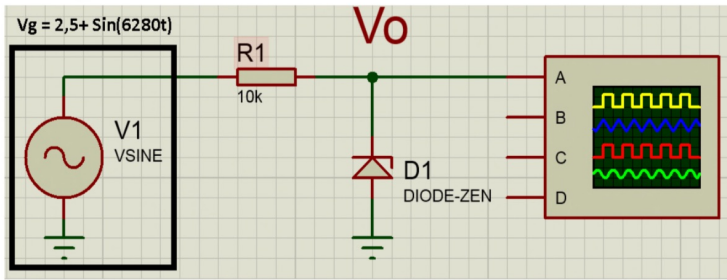 Vg = 2,5+ Sin(6280t)
Vo
R1
10k
V1
VSINE
D1
DIODE-ZEN
A
B
C
D